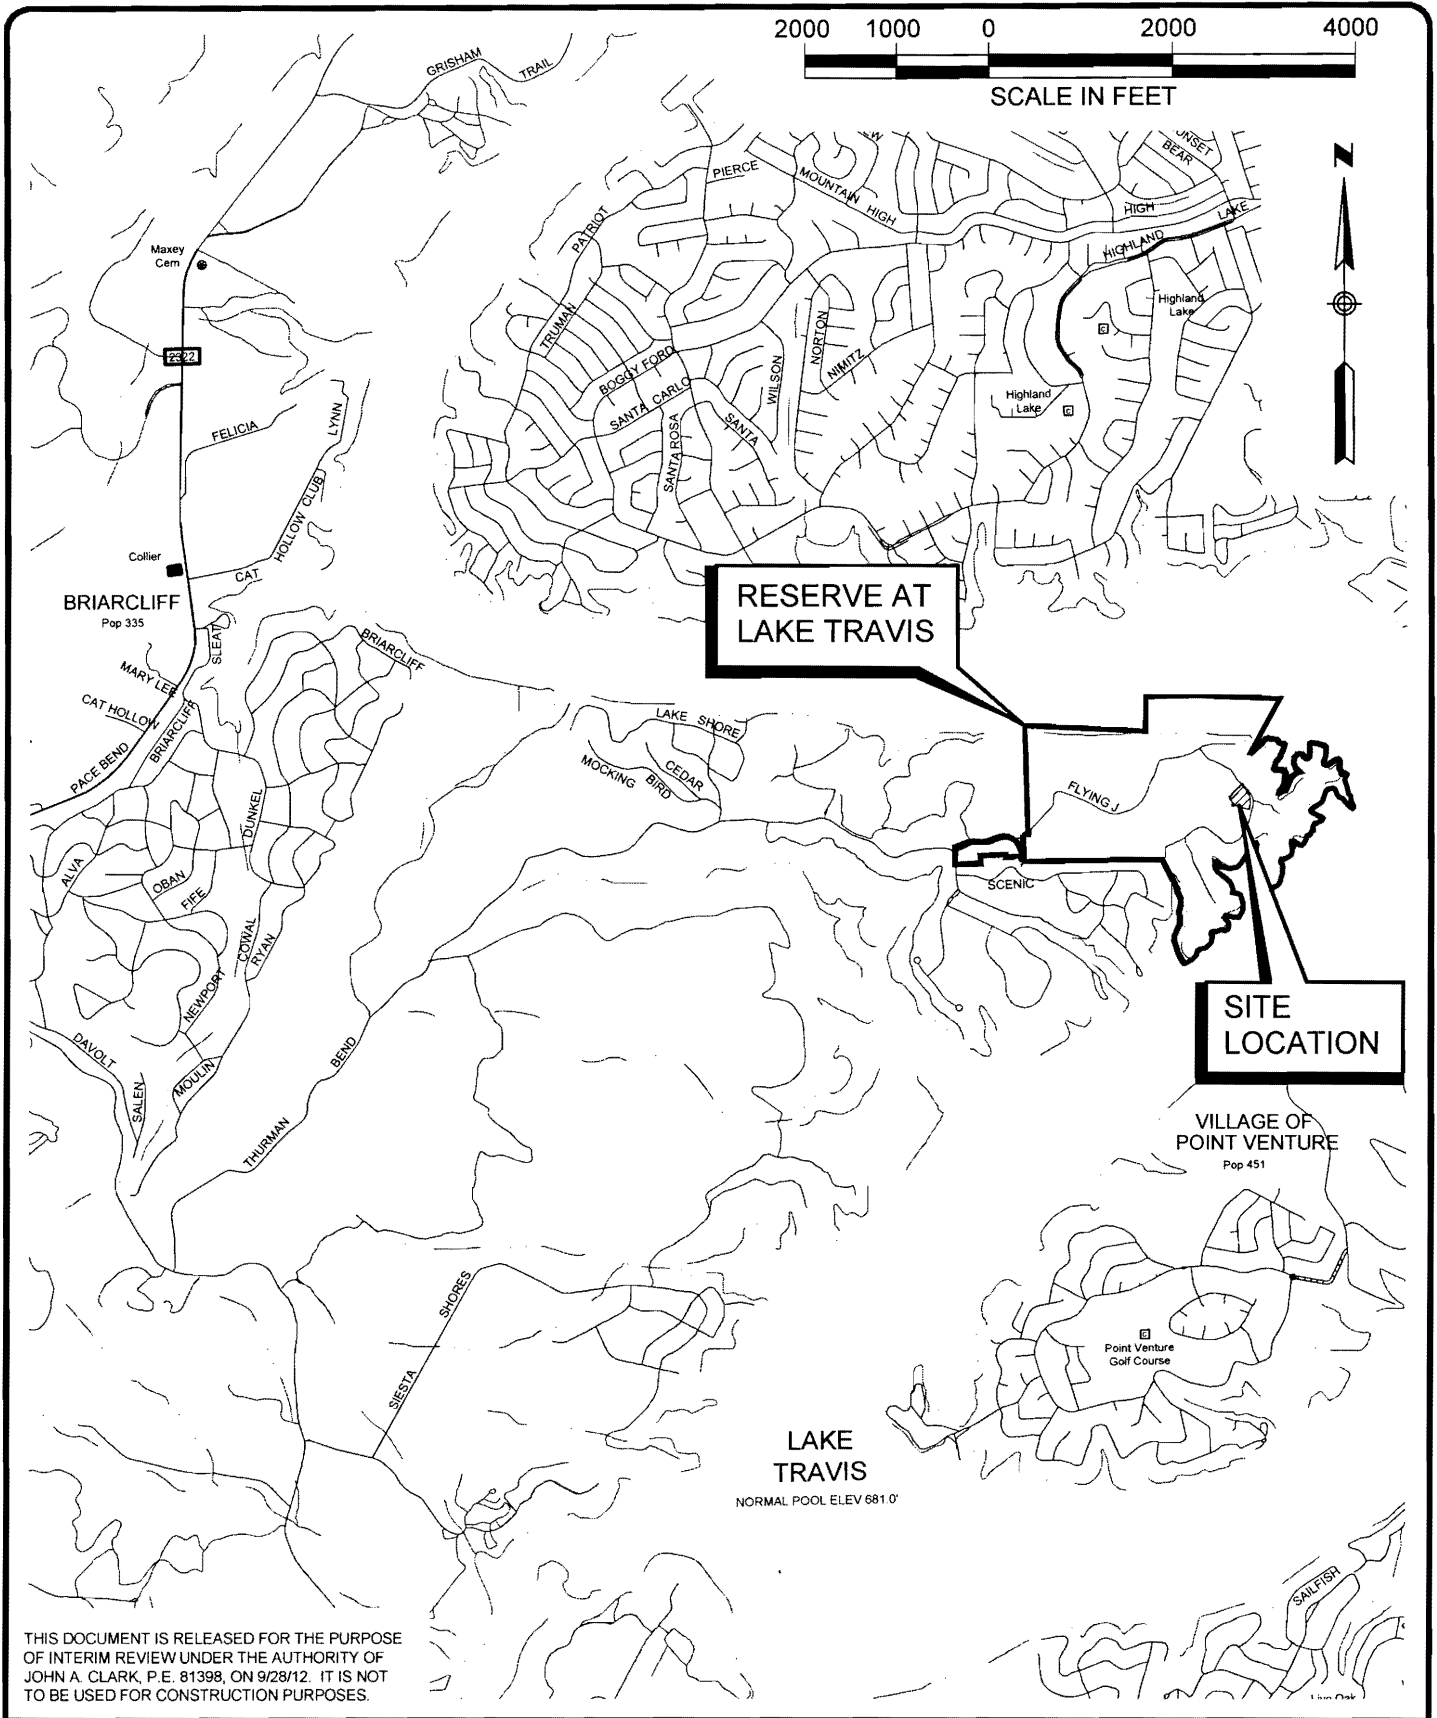 2000 1000 0 2000 4000
SCALE IN FEET
GRISHAM TRAIL
N
UNSET
BEAR
PIERCE
MOUNTAIN HIGH
HIGH
LAKE
HIGHLAND
PATRIOT
Maxey
Cem
Highland
Lake
TRUMAN
NORTON
2322
BOGGY FORD
NIMITZ
WILSON
SANTA CARLO
Highland
Lake
LYNN
FELICIA
SANTA
SANTA ROSA
HOLLOW CLUB
Collier
CAT
BRIARCLIFF
Pop 335
RESERVE AT
LAKE TRAVIS
SLEAT
BRIARCLIFF
MARY LEE
CAT HOLLOW
BRIARCLIFF
LAKE SHORE
PACE BEND
MOCKING BIRD
CEDAR
FLYING J
DUNKEL
ALVA
OBAN
FIFE
SCENIC
COWAL
RYAN
NEWPORT
SITE
LOCATION
DAVOLT
BEND
MOULIN
SALEN
THURMAN
VILLAGE OF
POINT VENTURE
Pop 451
SHORES
SIESTA
Point Venture
Golf Course
LAKE
TRAVIS
NORMAL POOL ELEV 681.0'
SAILFISH
Live Oak
THIS DOCUMENT IS RELEASED FOR THE PURPOSE
OF INTERIM REVIEW UNDER THE AUTHORITY OF
JOHN A. CLARK, P.E. 81398, ON 9/28/12. IT IS NOT
TO BE USED FOR CONSTRUCTION PURPOSES.